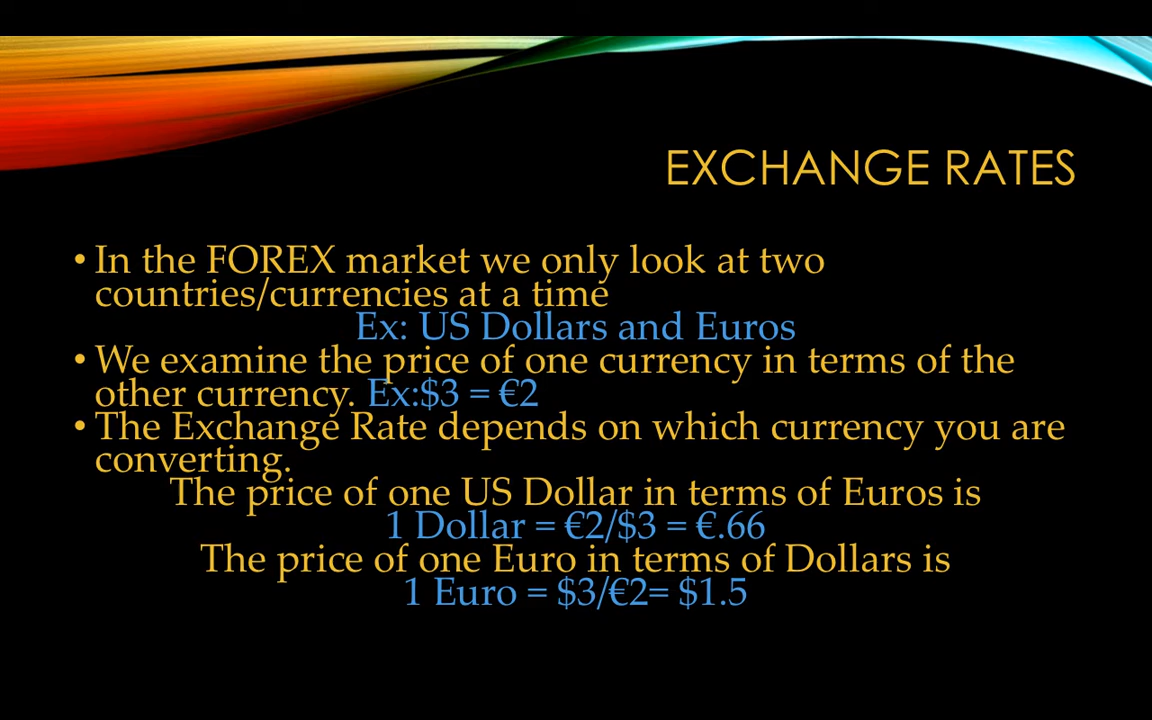 EXCHANGE RATES
• In the FOREX market we only look at two
countries/currencies at a time
Ex: US Dollars and Euros
• We examine the price of one currency in terms of the
other currency. Ex:$3 = €2
• The Exchange Rate depends on which currency you are
converting.
The price of one US Dollar in terms of Euros is
1 Dollar = €2/$3 = €.66
The price of one Euro in terms of Dollars is
1 Euro = $3/€2= $1.5